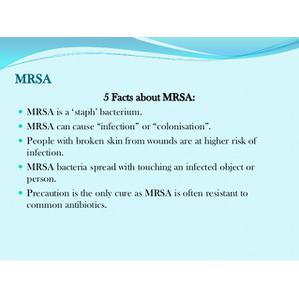 MRSA
5 Facts about MRSA:
MRSA is a ‘staph’ bacterium.
MRSA can cause “infection” or “colonisation”.
People with broken skin from wounds are at higher risk of
infection.
MRSA bacteria spread with touching an infected object or
person.
Precaution is the only cure as MRSA is often resistant to
common antibiotics.